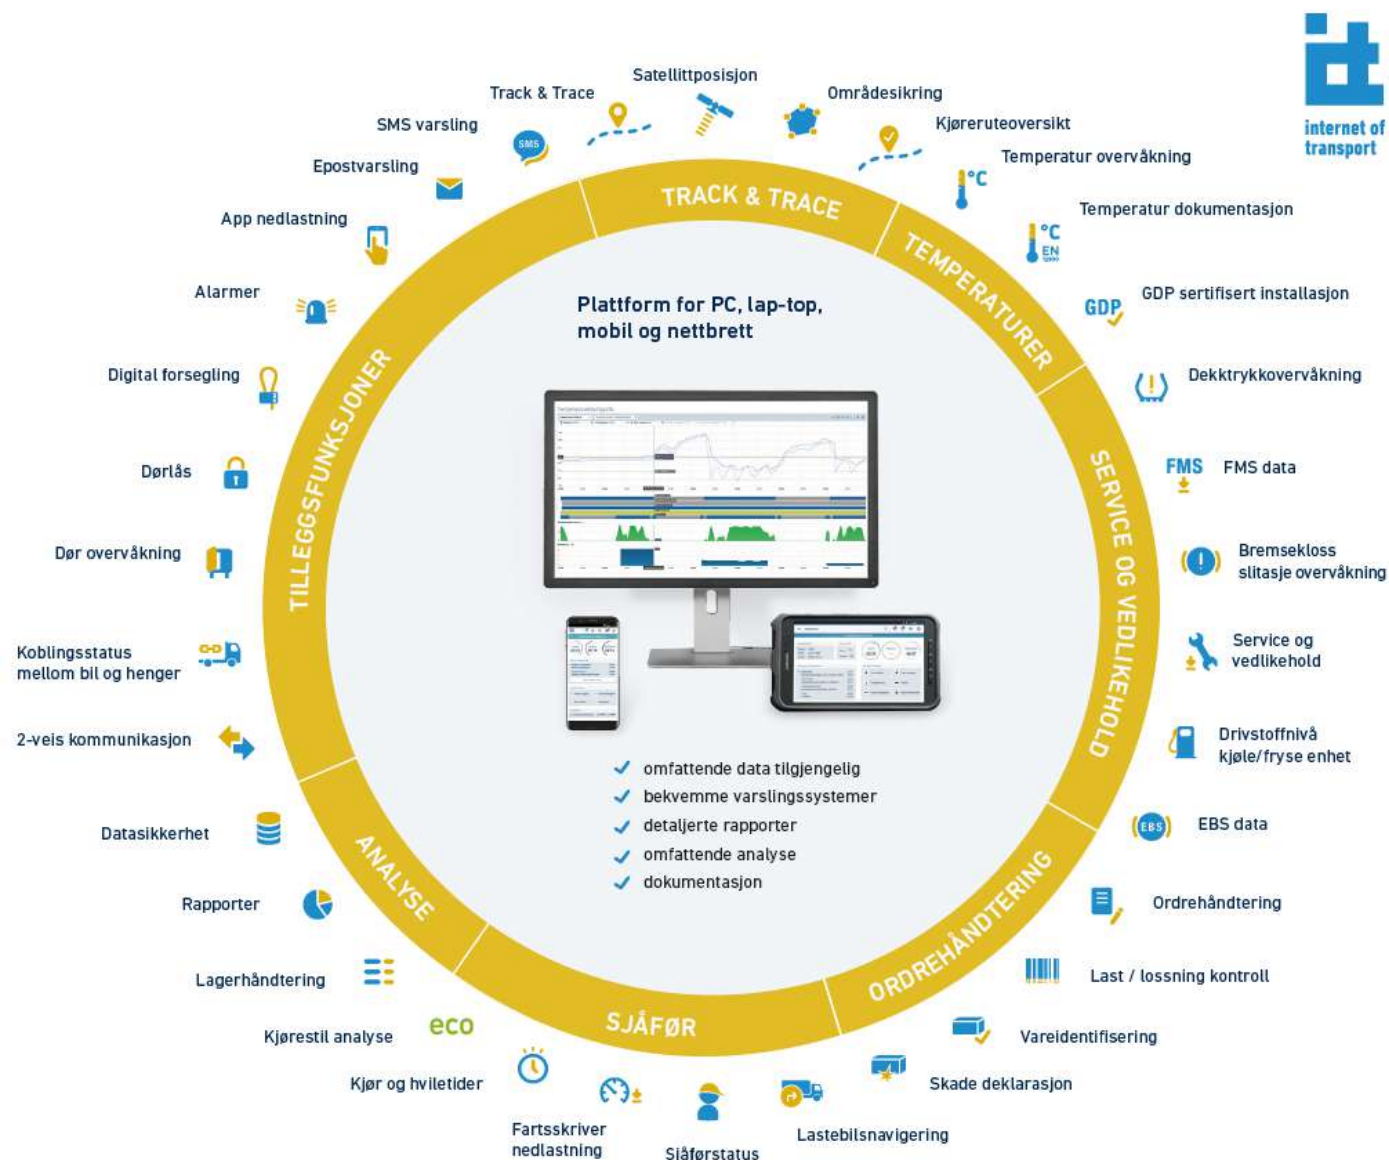 internet of
transport
Satellittposisjon
Track & Trace
Områdesikring
SMS varsling
SMS
Kjøreruteoversikt
Epostvarsling
Temperatur overvåkning
°C
App nedlastning
Temperatur dokumentasjon
°C
EN
Alarmer
GDP sertifisert installasjon
GDP
Digital forsegling
Dekktrykkovervåkning
Dørlås
FMS
FMS data
Dør overvåkning
Bremsekloss
slitasje overvåkning
Koblingsstatus
mellom bil og henger
Service og
vedlikehold
2-veis kommunikasjon
Drivstoffnivå
kjøle/fryse enhet
Datasikkerhet
EBS
EBS data
Rapporter
Ordrehåndtering
Lagerhåndtering
Last / lossning kontroll
Kjørestil analyse
eco
Vareidentifisering
Kjør og hviletider
Skade deklarasjon
Fartsskriver
nedlastning
Sjåførstatus
Lastebilsnavigering
TRACK & TRACE
TEMPERATURER
SERVICE OG VEDLIKEHOLD
ORDREHÅNDTERING
SJÅFØR
ANALYSE
TILLEGGSFUNKSJONER
Plattform for PC, lap-top,
mobil og nettbrett
omfattende data tilgjengelig
bekvemme varslingssystemer
detaljerte rapporter
omfattende analyse
dokumentasjon